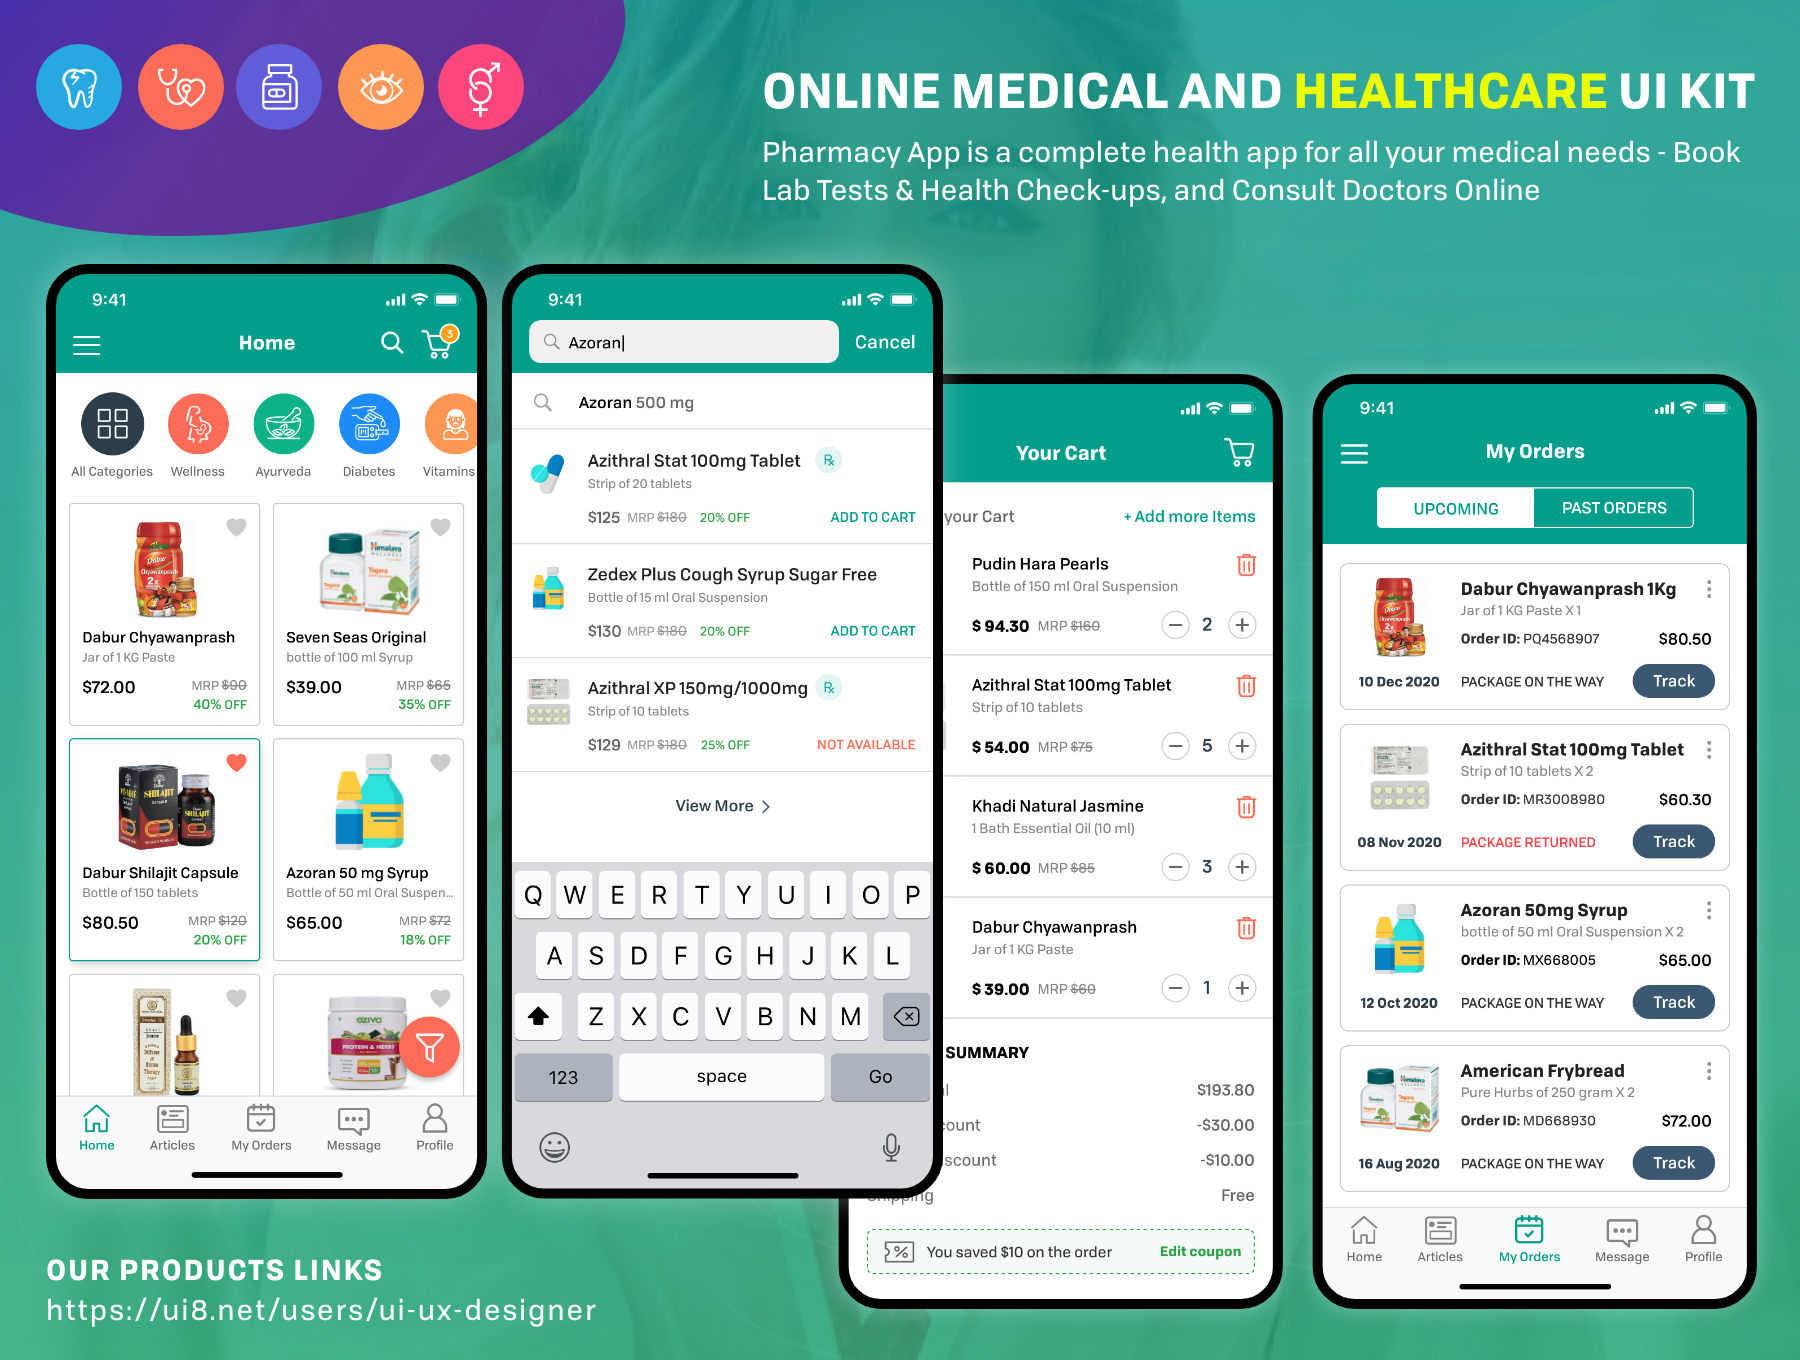 ONLINE MEDICAL AND HEALTHCARE UI KIT
Pharmacy App is a complete health app for all your medical needs - Book
Lab Tests & Health Check-ups, and Consult Doctors Online
9:41
Home
3
All Categories
Wellness
Ayurveda
Diabetes
Vitamins
Dabur
Chyawanprash
2x
Dabur Chyawanprash
Jar of 1 KG Paste
$72.00
MRP $90
40% OFF
Himalaya
WELLNESS
Tagara
Seven Seas Original
bottle of 100 ml Syrup
$39.00
MRP $65
35% OFF
SHILAJIT
Dabur Shilajit Capsule
Bottle of 150 tablets
$80.50
MRP $120
20% OFF
Azoran 50 mg Syrup
Bottle of 50 ml Oral Suspen...
$65.00
MRP $72
18% OFF
OZIVA
PROTEIN & HERBS
Home
Articles
My Orders
Message
Profile
9:41
Azoran
Cancel
Azoran 500 mg
Azithral Stat 100mg Tablet Rx
Strip of 20 tablets
$125 MRP $180 20% OFF ADD TO CART
Zedex Plus Cough Syrup Sugar Free
Bottle of 15 ml Oral Suspension
$130 MRP $180 20% OFF ADD TO CART
Azithral XP 150mg/1000mg Rx
Strip of 10 tablets
$129 MRP $180 25% OFF NOT AVAILABLE
View More
Q W E R T Y U I O P
A S D F G H J K L
Z X C V B N M
123 space Go
Your Cart
your Cart + Add more Items
Pudin Hara Pearls
Bottle of 150 ml Oral Suspension
$ 94.30 MRP $160 2
Azithral Stat 100mg Tablet
Strip of 10 tablets
$ 54.00 MRP $75 5
Khadi Natural Jasmine
1 Bath Essential Oil (10 ml)
$ 60.00 MRP $85 3
Dabur Chyawanprash
Jar of 1 KG Paste
$ 39.00 MRP $60 1
SUMMARY
$193.80
ount -$30.00
scount -$10.00
Shipping Free
% You saved $10 on the order Edit coupon
9:41
My Orders
UPCOMING
PAST ORDERS
Dabur Chyawanprash 1Kg
Jar of 1 KG Paste X 1
Order ID: PQ4568907 $80.50
10 Dec 2020 PACKAGE ON THE WAY Track
Azithral Stat 100mg Tablet
Strip of 10 tablets X 2
Order ID: MR3008980 $60.30
08 Nov 2020 PACKAGE RETURNED Track
Azoran 50mg Syrup
bottle of 50 ml Oral Suspension X 2
Order ID: MX668005 $65.00
12 Oct 2020 PACKAGE ON THE WAY Track
American Frybread
Pure Hurbs of 250 gram X 2
Order ID: MD668930 $72.00
16 Aug 2020 PACKAGE ON THE WAY Track
Home
Articles
My Orders
Message
Profile
OUR PRODUCTS LINKS
https://ui8.net/users/ui-ux-designer